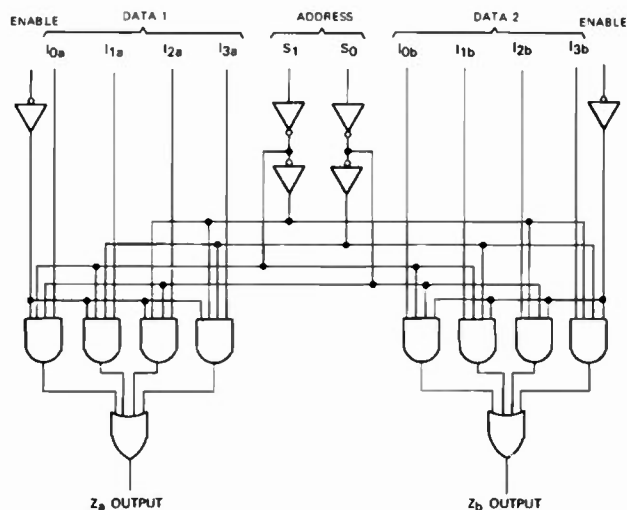 ENABLE DATA 1 ADDRESS DATA 2 ENABLE
I0a I1a I2a I3a S1 S0 I0b I1b I2b I3b
Za OUTPUT Zb OUTPUT